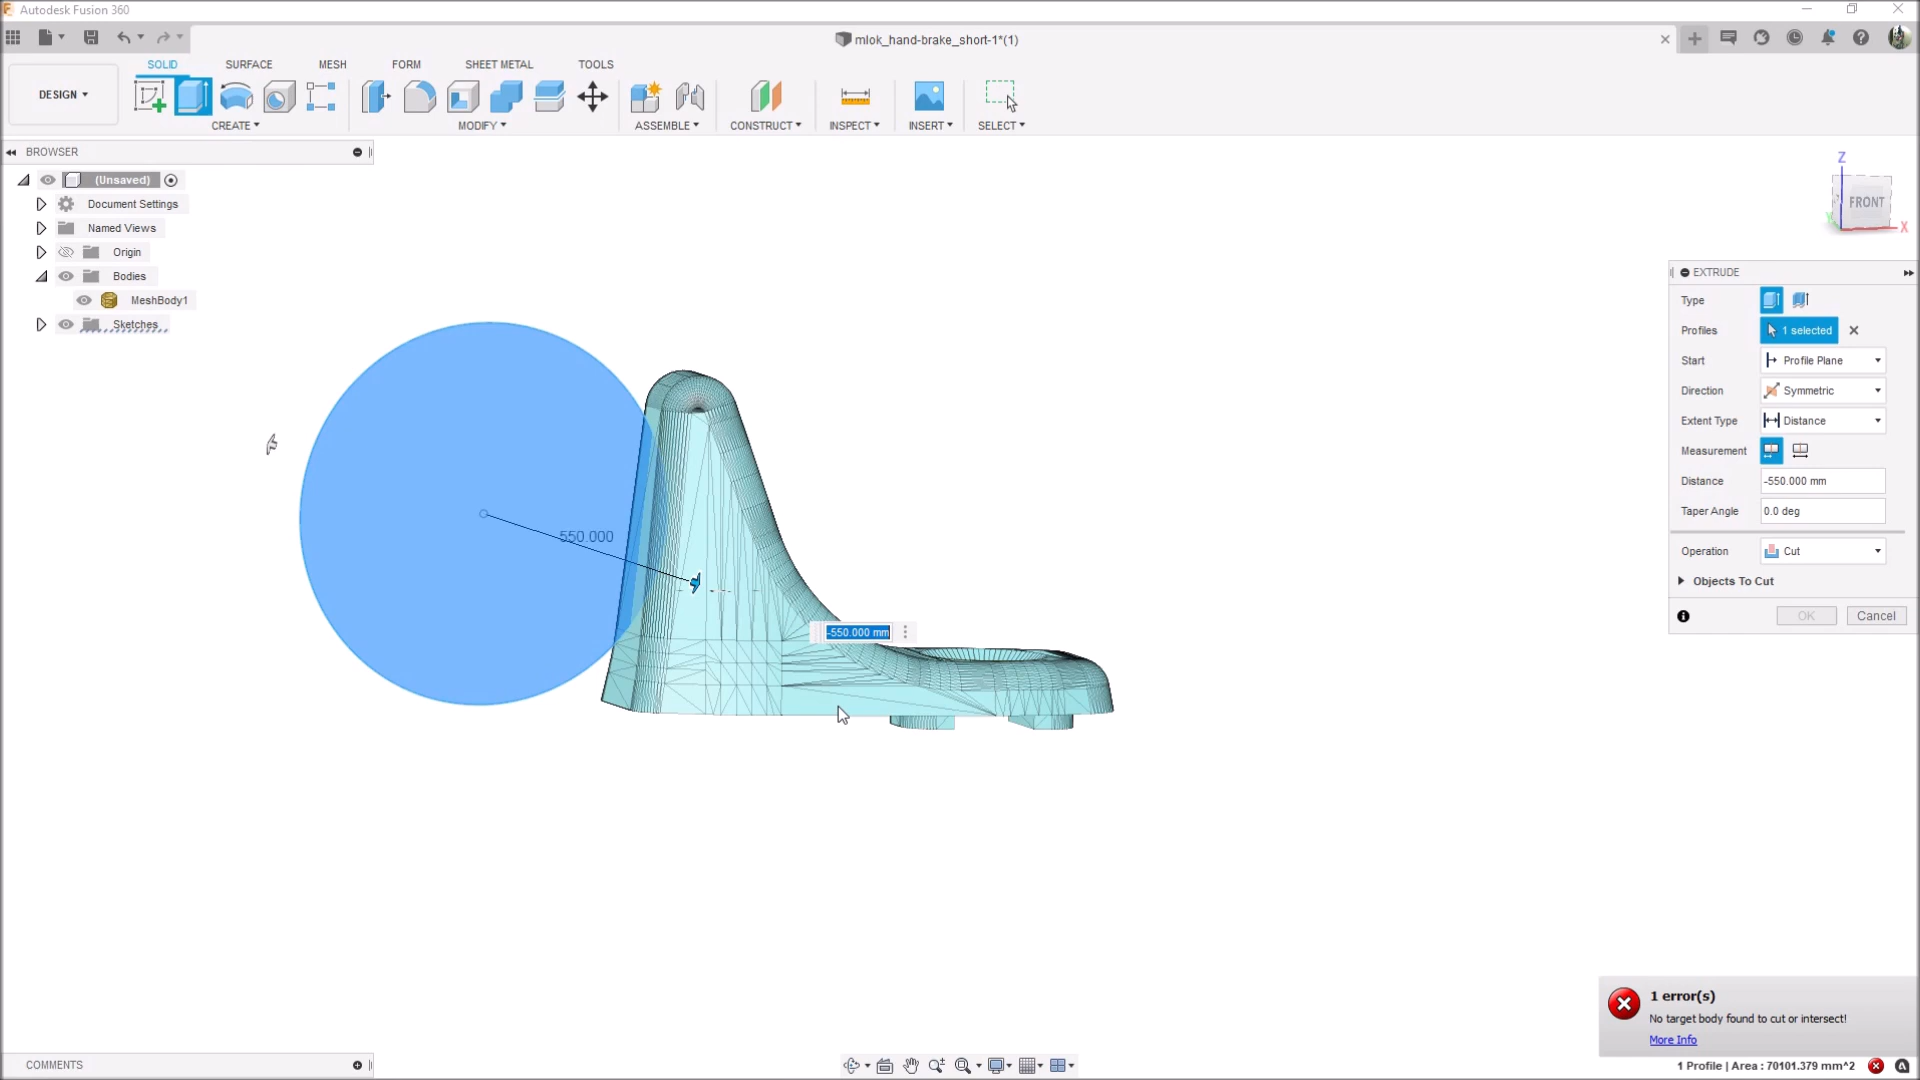 Autodesk Fusion 360
mlok_hand-brake_short-1*(1)
SOLID SURFACE MESH FORM SHEET METAL TOOLS
DESIGN
CREATE MODIFY ASSEMBLE CONSTRUCT INSPECT INSERT SELECT
BROWSER
(Unsaved)
Document Settings
Named Views
Origin
Bodies
MeshBody1
Sketches
Z
FRONT
X
Y
550.000
-550.000 mm
EXTRUDE
Type
Profiles 1 selected
Start Profile Plane
Direction Symmetric
Extent Type Distance
Measurement
Distance -550.000 mm
Taper Angle 0.0 deg
Operation Cut
Objects To Cut
OK Cancel
1 error(s)
No target body found to cut or intersect!
More Info
COMMENTS
1 Profile | Area : 70101.379 mm^2